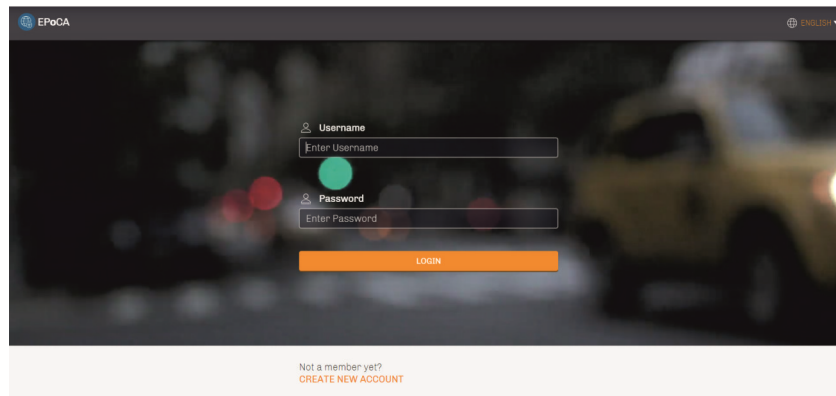 EPoCA
ENGLISH
Username
Enter Username
Password
Enter Password
LOGIN
Not a member yet?
CREATE NEW ACCOUNT